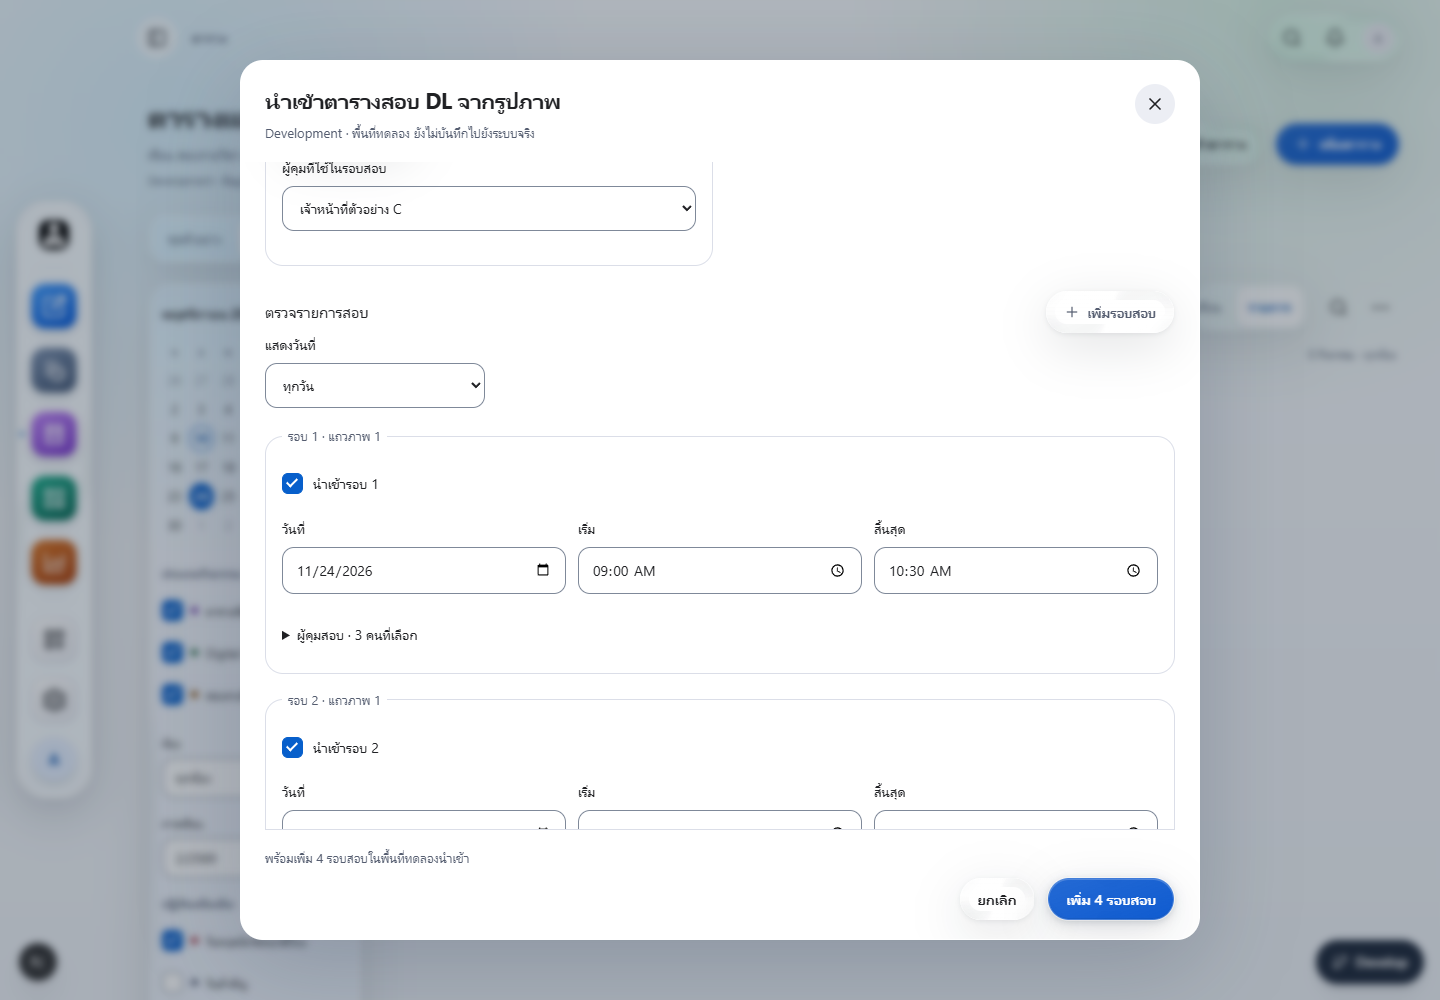 นำเข้าตารางสอบ DL จากรูปภาพ
Development · พื้นที่ทดลอง ยังไม่บันทึกไปยังระบบจริง
ผู้คุมที่ใช้ในรอบสอบ
เจ้าหน้าที่ตัวอย่าง C
ตรวจรายการสอบ
เพิ่มรอบสอบ
แสดงวันที่
ทุกวัน
รอบ 1 · แถวภาพ 1
นำเข้ารอบ 1
วันที่ เริ่ม สิ้นสุด
11/24/2026 09:00 AM 10:30 AM
ผู้คุมสอบ · 3 คนที่เลือก
รอบ 2 · แถวภาพ 1
นำเข้ารอบ 2
วันที่ เริ่ม สิ้นสุด
พร้อมเพิ่ม 4 รอบสอบในพื้นที่ทดลองนำเข้า
ยกเลิก เพิ่ม 4 รอบสอบ